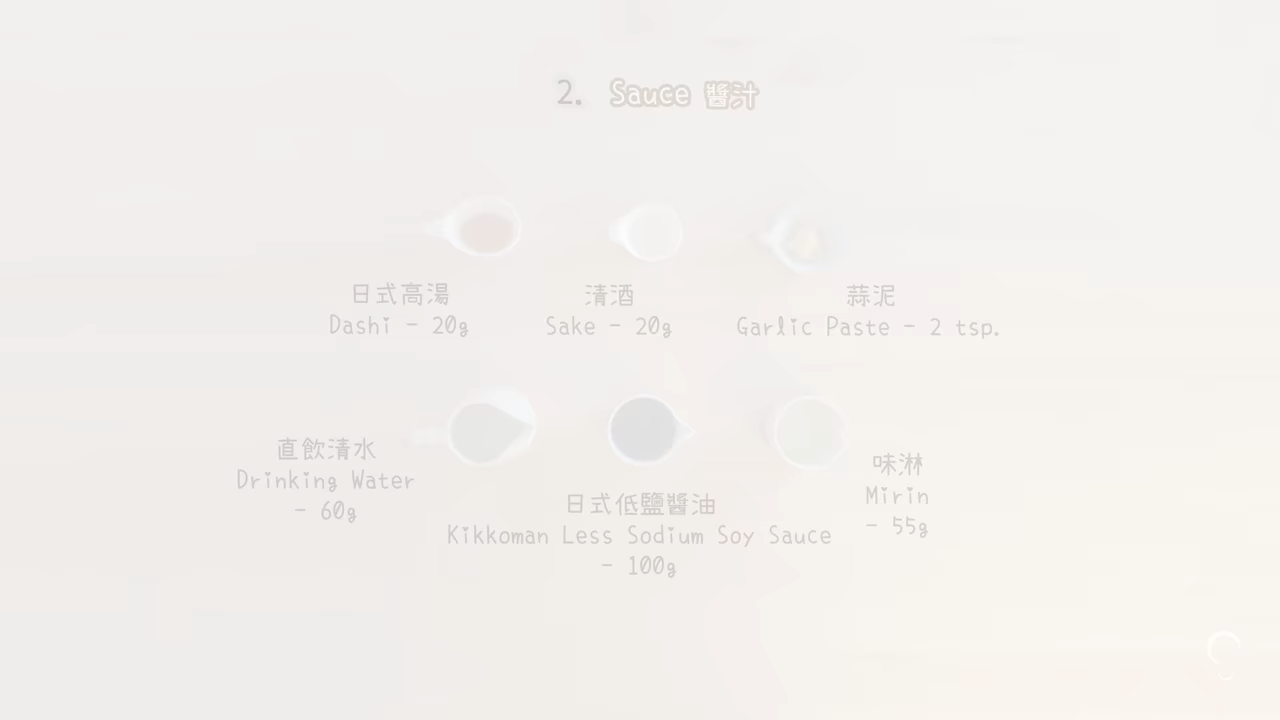 2. Sauce 醬汁
日式高湯
Dashi - 20g
清酒
Sake - 20g
蒜泥
Garlic Paste - 2 tsp.
直飲清水
Drinking Water
- 60g
日式低鹽醬油
Kikkoman Less Sodium Soy Sauce
- 100g
味淋
Mirin
- 55g